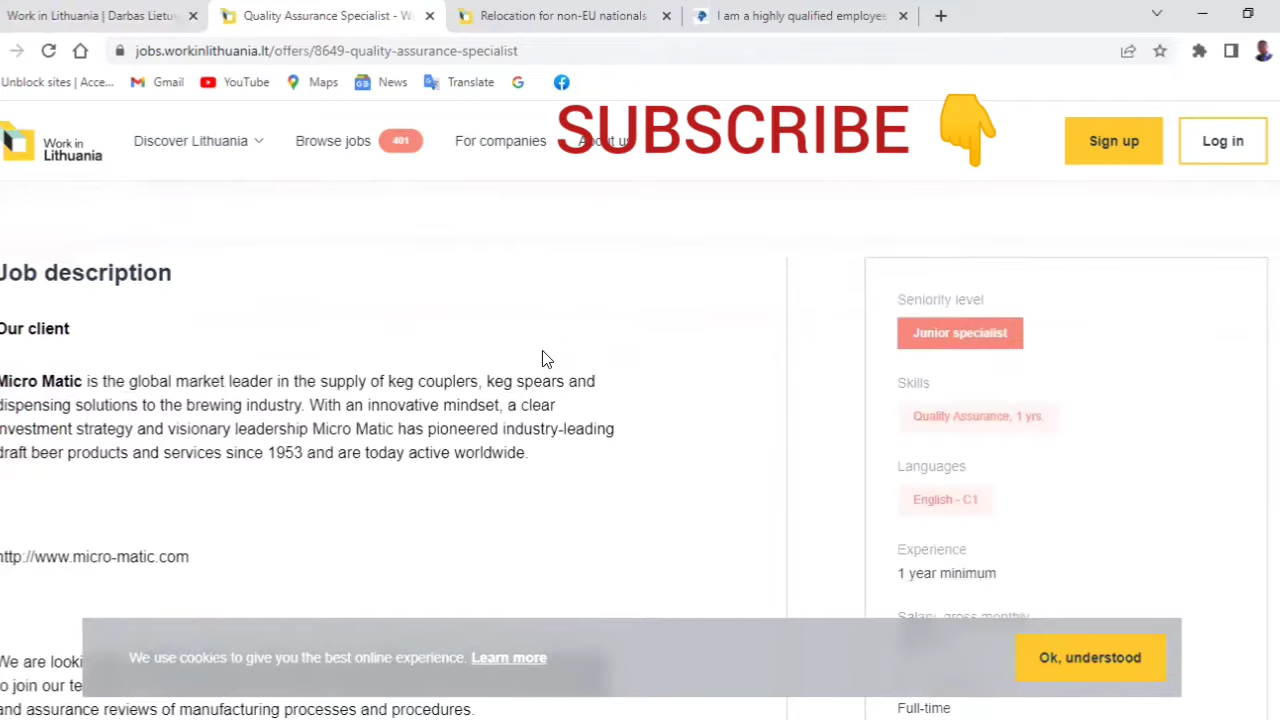 Work in Lithuania | Darbas Lietu
Quality Assurance Specialist - W
Relocation for non-EU nationals
I am a highly qualified employee
jobs.workinlithuania.lt/offers/8649-quality-assurance-specialist
Unblock sites | Acce...
Gmail
YouTube
Maps
News
Translate
SUBSCRIBE
Work in
Lithuania
Discover Lithuania
Browse jobs
401
For companies
About us
Sign up
Log in
Job description
Our client
Micro Matic is the global market leader in the supply of keg couplers, keg spears and
dispensing solutions to the brewing industry. With an innovative mindset, a clear
investment strategy and visionary leadership Micro Matic has pioneered industry-leading
draft beer products and services since 1953 and are today active worldwide.
http://www.micro-matic.com
We are looki
to join our te
and assurance reviews of manufacturing processes and procedures.
Seniority level
Junior specialist
Skills
Quality Assurance, 1 yrs.
Languages
English - C1
Experience
1 year minimum
Salary, gross monthly
Full-time
We use cookies to give you the best online experience. Learn more
Ok, understood